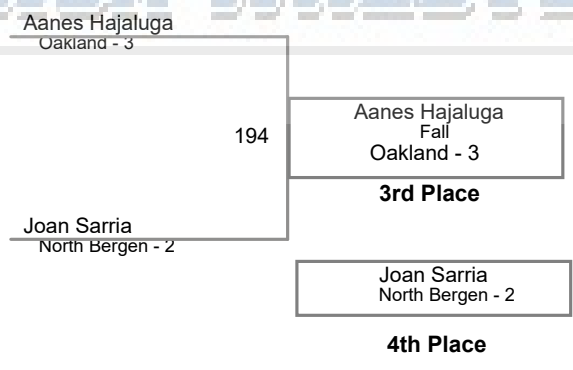 Aanes Hajaluga
Oakland - 3
194
Aanes Hajaluga
Fall
Oakland - 3
3rd Place
Joan Sarria
North Bergen - 2
Joan Sarria
North Bergen - 2
4th Place